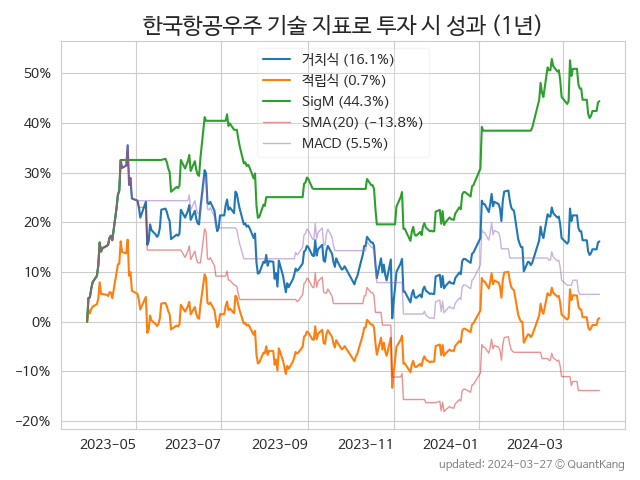 한국항공우주 기술 지표로 투자 시 성과 (1년)
거치식 (16.1%)
적립식 (0.7%)
SigM (44.3%)
SMA(20) (−13.8%)
MACD (5.5%)
50%
40%
30%
20%
10%
0%
−10%
−20%
2023-05 2023-07 2023-09 2023-11 2024-01 2024-03
updated: 2024-03-27 © QuantKang